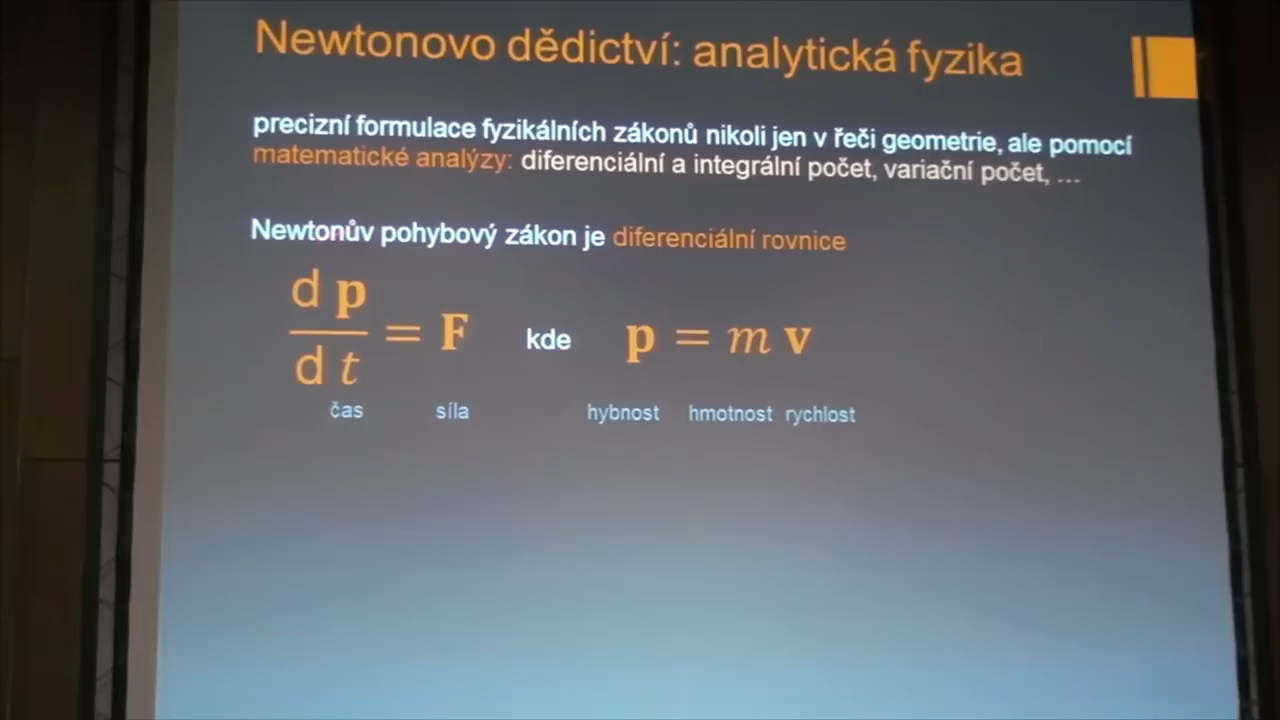 Newtonovo dědictví: analytická fyzika
precizní formulace fyzikálních zákonů nikoli jen v řeči geometrie, ale pomocí
matematické analýzy: diferenciální a integrální počet, variační počet, ...
Newtonův pohybový zákon je diferenciální rovnice
d p / d t = F kde p = m v
čas síla hybnost hmotnost rychlost